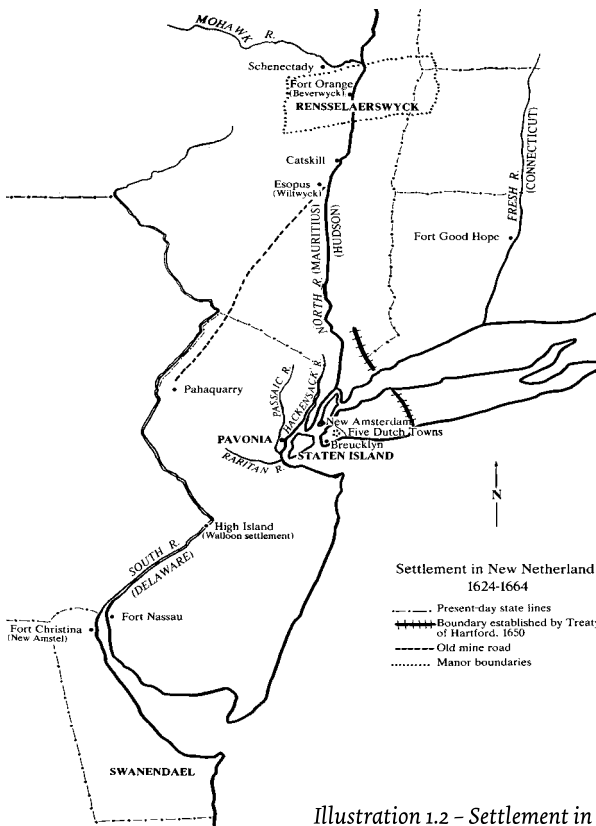 MOHAWK R.
Schenectady
Fort Orange
(Beverwyck)
RENSSELAERSWYCK
Catskill
Esopus
(Wiltwyck)
NORTH R. (MAURITIUS)
(HUDSON)
FRESH R.
(CONNECTICUT)
Fort Good Hope
Pahaquarry
PASSAIC R.
HACKENSACK R.
New Amsterdam
Five Dutch Towns
Breucklyn
PAVONIA
STATEN ISLAND
RARITAN R.
N
High Island
(Walloon settlement)
SOUTH R.
(DELAWARE)
Fort Nassau
Fort Christina
(New Amstel)
SWANENDAEL
Settlement in New Netherland
1624-1664
Present-day state lines
Boundary established by Treaty
of Hartford. 1650
Old mine road
Manor boundaries
Illustration 1.2 – Settlement in